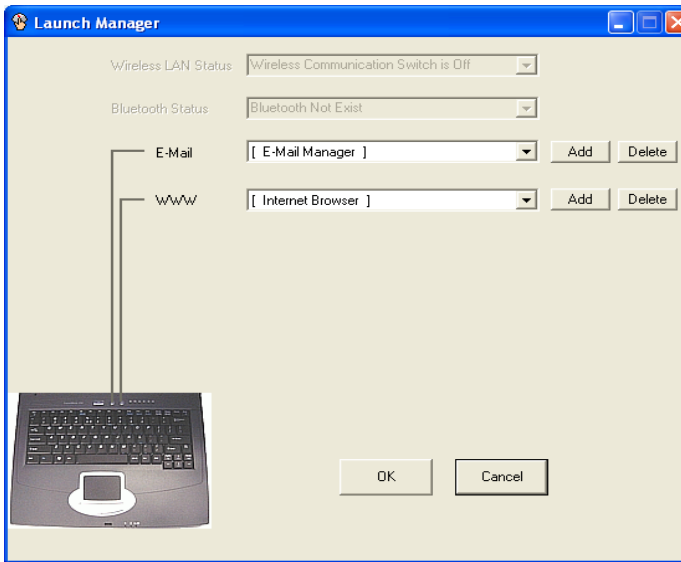 Launch Manager
Wireless LAN Status Wireless Communication Switch is Off
Bluetooth Status Bluetooth Not Exist
E-Mail [ E-Mail Manager ] Add Delete
WWW [ Internet Browser ] Add Delete
OK Cancel